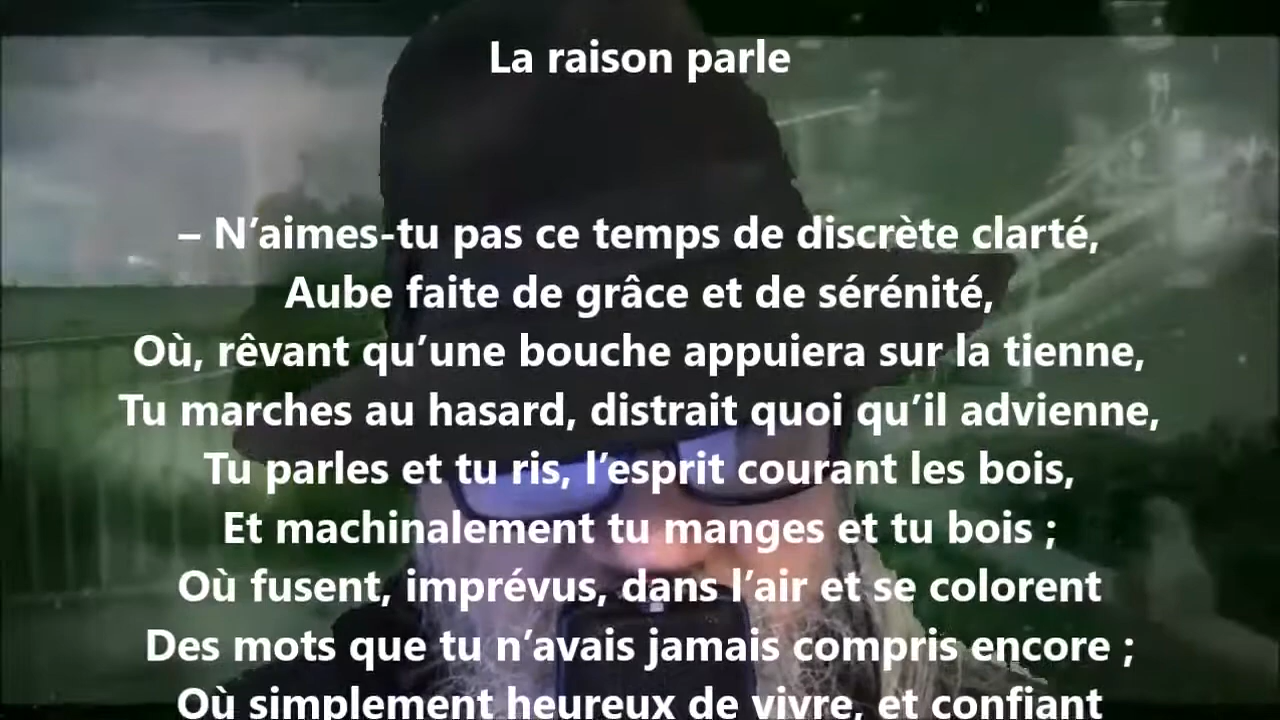 La raison parle
– N’aimes-tu pas ce temps de discrète clarté,
Aube faite de grâce et de sérénité,
Où, rêvant qu’une bouche appuiera sur la tienne,
Tu marches au hasard, distrait quoi qu’il advienne,
Tu parles et tu ris, l’esprit courant les bois,
Et machinalement tu manges et tu bois ;
Où fusent, imprévus, dans l’air et se colorent
Des mots que tu n’avais jamais compris encore ;
Où simplement heureux de vivre, et confiant